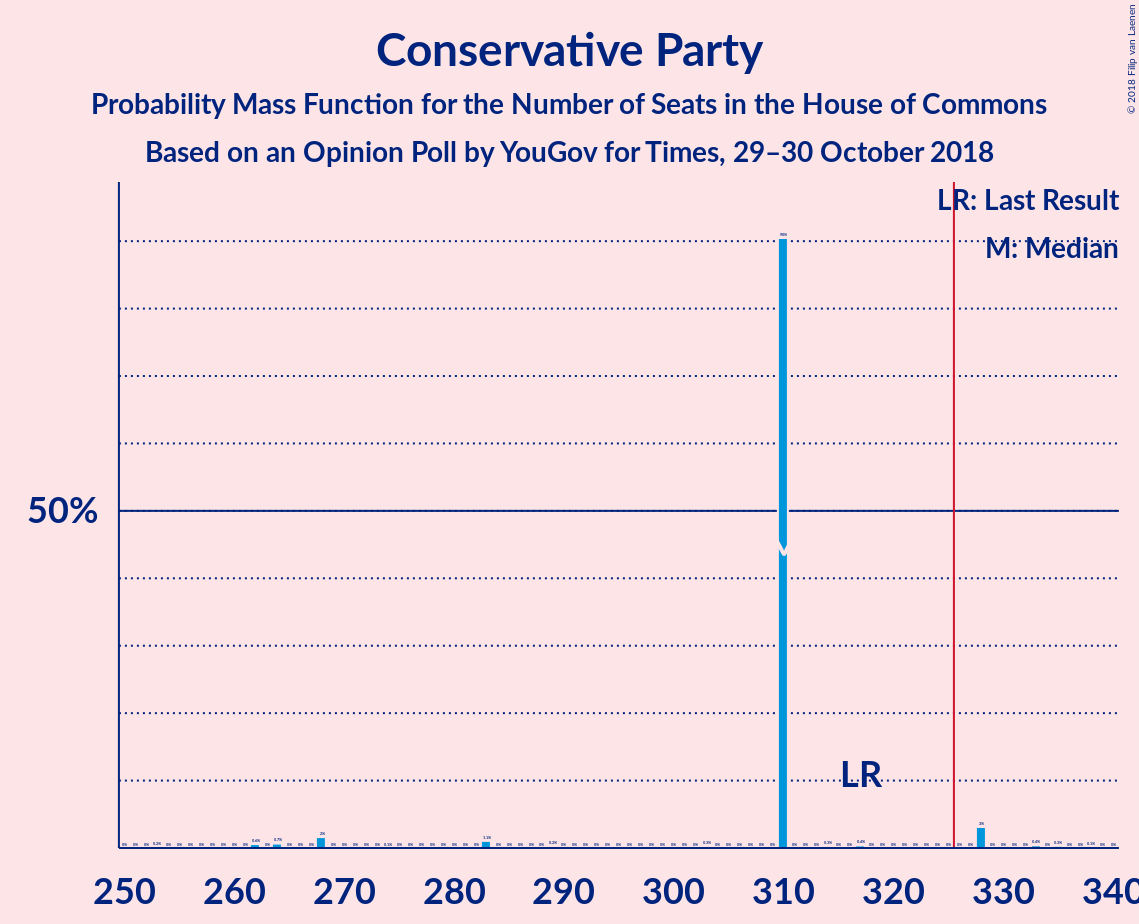 © 2018 Filip van Laenen
Conservative Party
Probability Mass Function for the Number of Seats in the House of Commons
Based on an Opinion Poll by YouGov for Times, 29–30 October 2018
LR: Last Result
M: Median
50%
M
LR
250 260 270 280 290 300 310 320 330 340